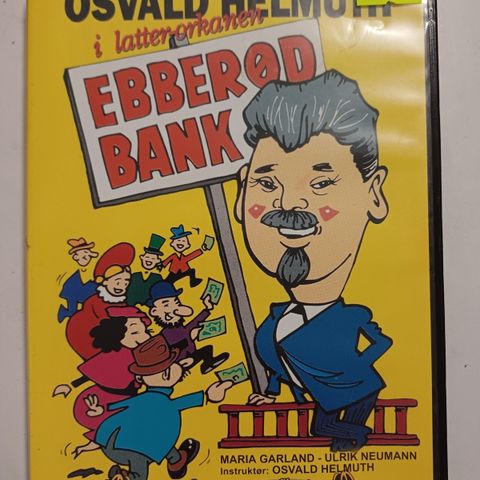 OSVALD HELMUTH
i latter-orkanen
EBBERØD
BANK
MARIA GARLAND - ULRIK NEUMANN
Instruktør: OSVALD HELMUTH